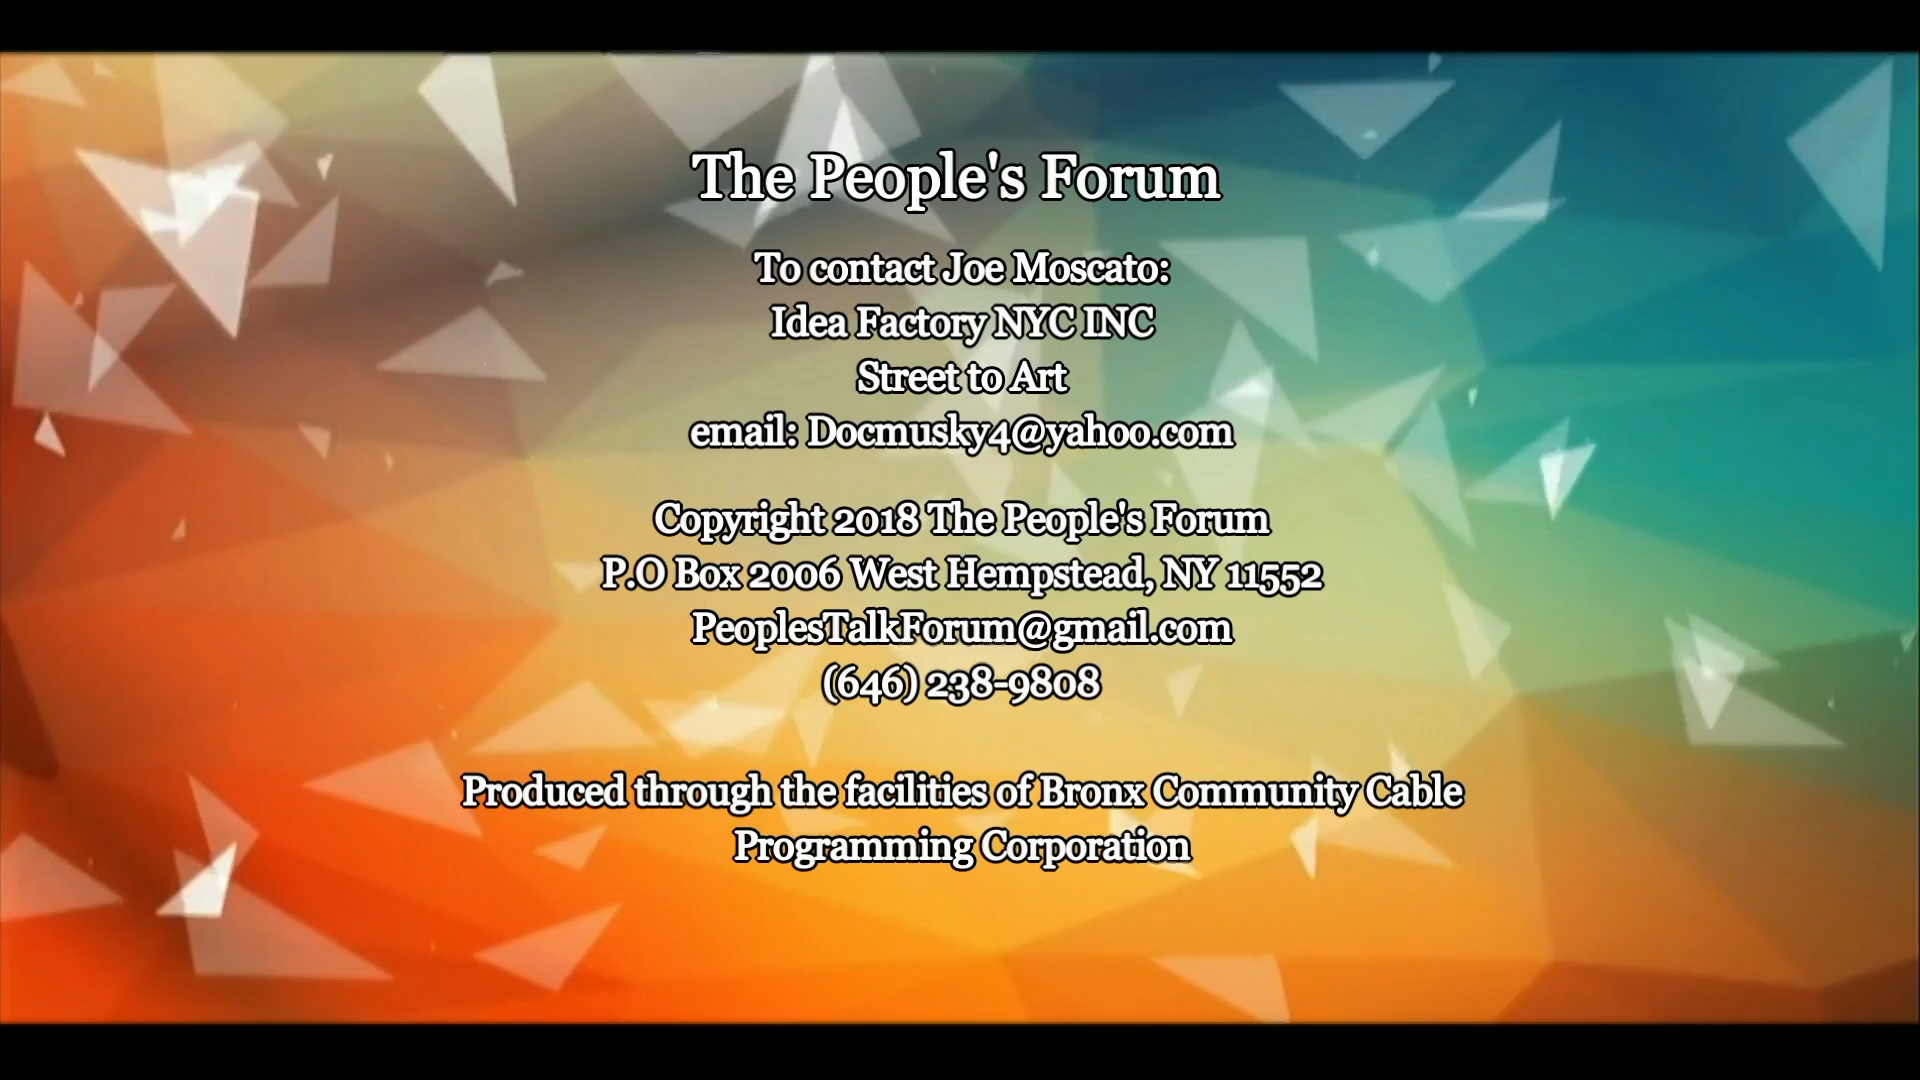 The People's Forum
To contact Joe Moscato:
Idea Factory NYC INC
Street to Art
email: Docmusky4@yahoo.com
Copyright 2018 The People's Forum
P.O Box 2006 West Hempstead, NY 11552
PeoplesTalkForum@gmail.com
(646) 238-9808
Produced through the facilities of Bronx Community Cable
Programming Corporation